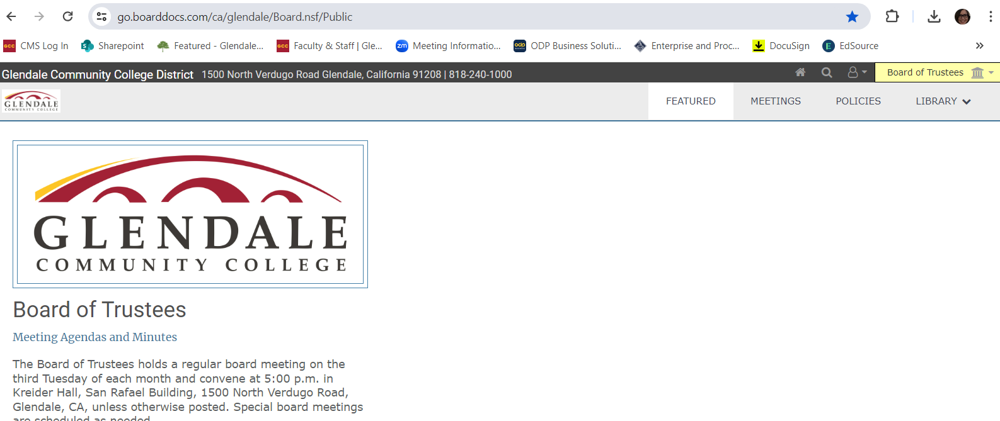 go.boarddocs.com/ca/glendale/Board.nsf/Public
GCC CMS Log In S Sharepoint Featured - Glendale... GCC Faculty & Staff | Gle... zm Meeting Informatio... odp ODP Business Soluti... Enterprise and Proc... DocuSign E EdSource »
Glendale Community College District 1500 North Verdugo Road Glendale, California 91208 | 818-240-1000 Board of Trustees
GLENDALE
COMMUNITY COLLEGE
FEATURED MEETINGS POLICIES LIBRARY
GLENDALE
COMMUNITY COLLEGE
Board of Trustees
Meeting Agendas and Minutes
The Board of Trustees holds a regular board meeting on the
third Tuesday of each month and convene at 5:00 p.m. in
Kreider Hall, San Rafael Building, 1500 North Verdugo Road,
Glendale, CA, unless otherwise posted. Special board meetings
are scheduled as needed